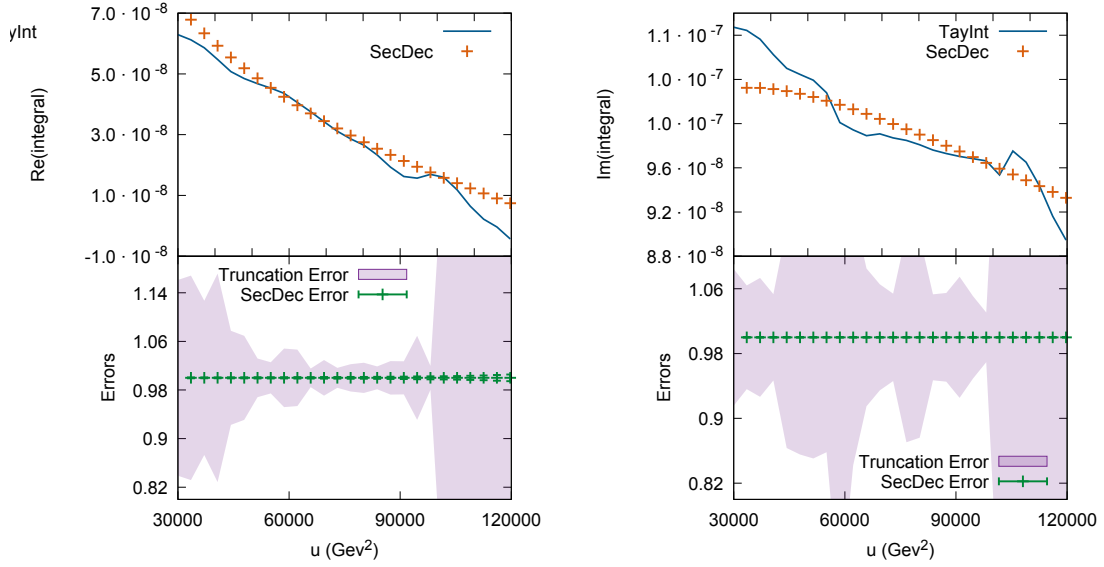 yInt
SecDec
Re(integral)
7.0 · 10⁻⁸
5.0 · 10⁻⁸
3.0 · 10⁻⁸
1.0 · 10⁻⁸
-1.0 · 10⁻⁸
Truncation Error
SecDec Error
Errors
1.14
1.06
0.98
0.9
0.82
30000 60000 90000 120000
u (Gev²)
TayInt
SecDec
Im(integral)
1.1 · 10⁻⁷
1.0 · 10⁻⁷
1.0 · 10⁻⁷
9.6 · 10⁻⁸
9.2 · 10⁻⁸
8.8 · 10⁻⁸
Errors
1.06
0.98
0.9
0.82
Truncation Error
SecDec Error
30000 60000 90000 120000
u (Gev²)